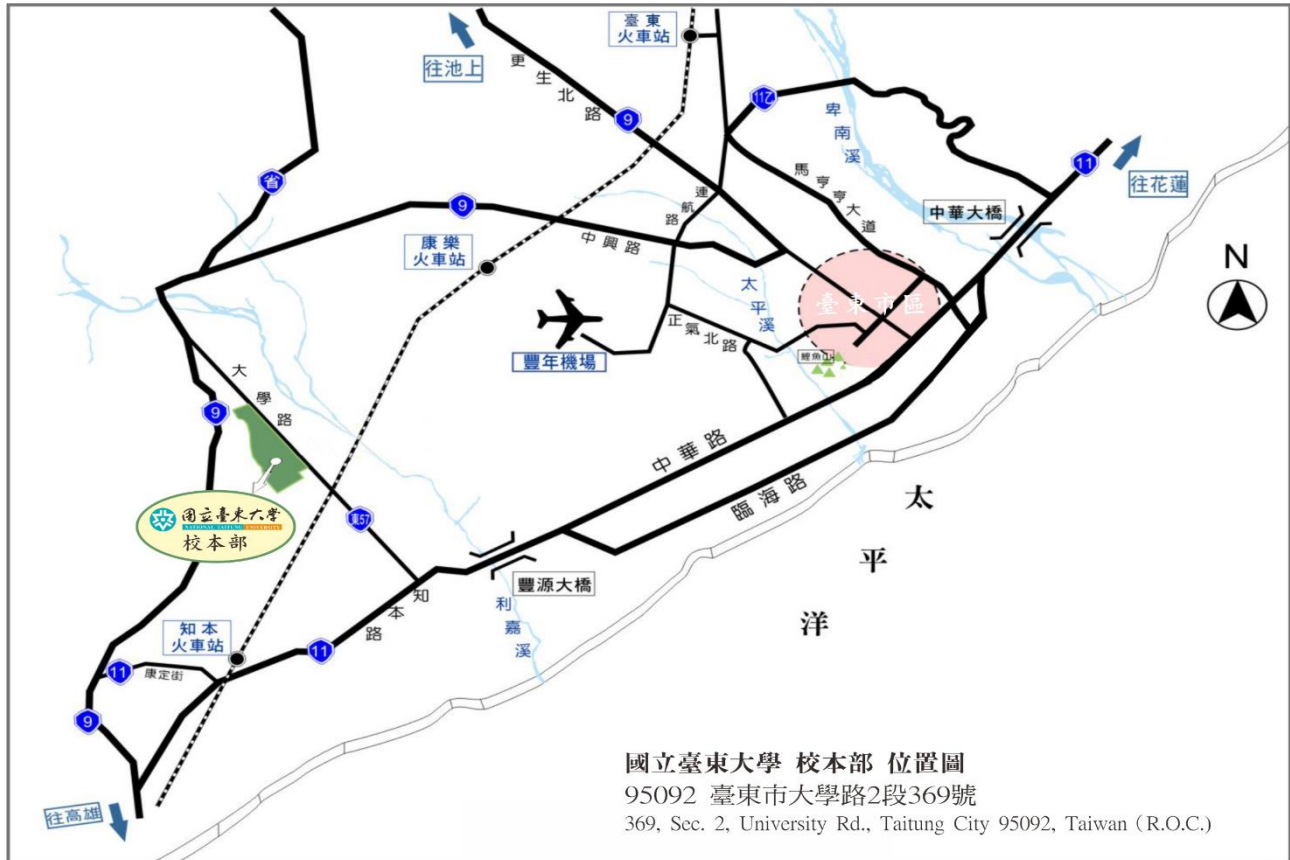 臺東
火車站
往池上
更生北路
9
11乙
卑南溪
11
往花蓮
省
馬亨亨大道
連航路
中華大橋
9
中興路
康樂
火車站
N
太平溪
臺東市區
正氣北路
豐年機場
鯉魚山
大學路
9
中華路
臨海路
太平洋
國立臺東大學
NATIONAL TAITUNG UNIVERSITY
校本部
東57
豐源大橋
知本路
利嘉溪
知本
火車站
11
11
康定街
9
往高雄
國立臺東大學 校本部 位置圖
95092 臺東市大學路2段369號
369, Sec. 2, University Rd., Taitung City 95092, Taiwan (R.O.C.)